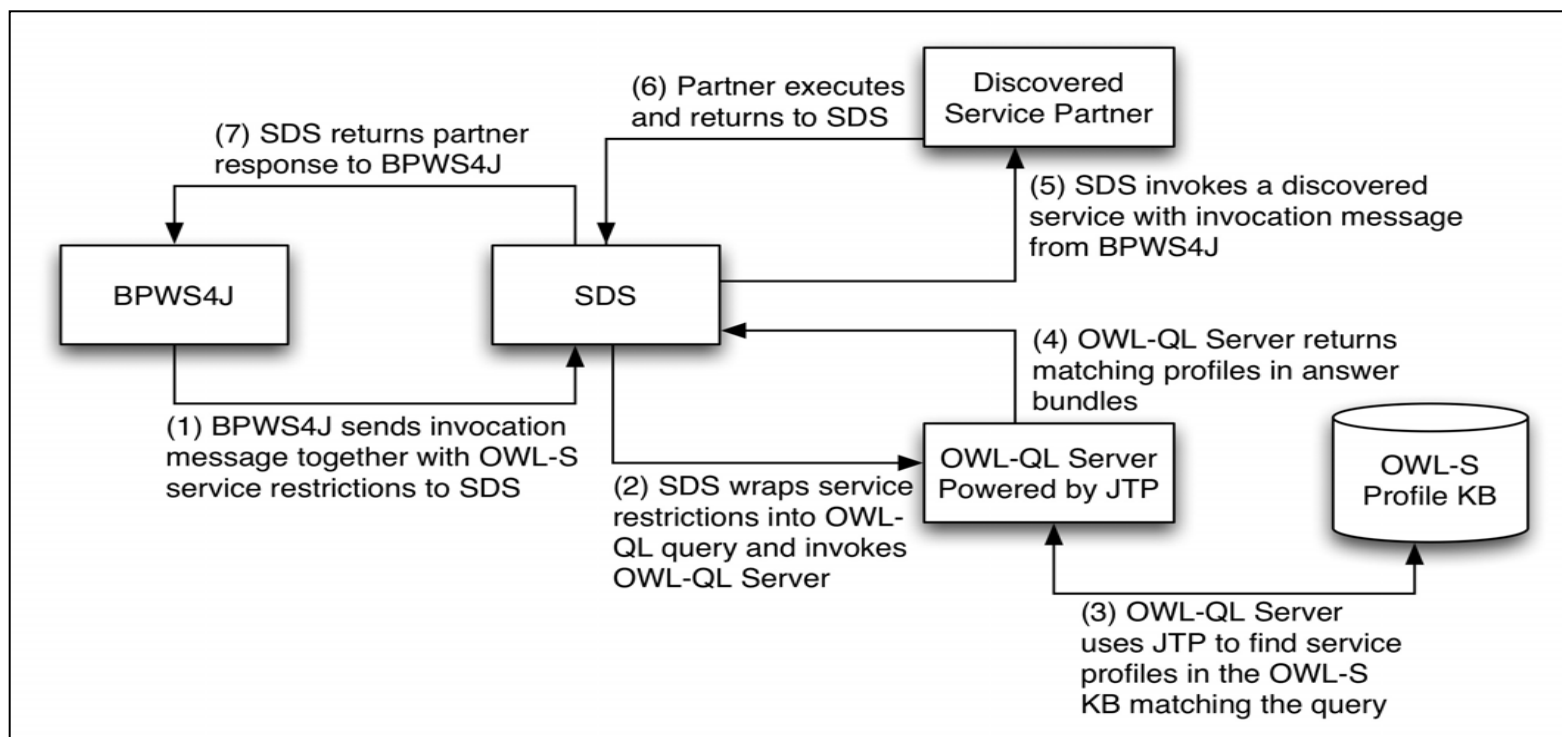 (6) Partner executes
and returns to SDS
Discovered
Service Partner
(7) SDS returns partner
response to BPWS4J
(5) SDS invokes a discovered
service with invocation message
from BPWS4J
BPWS4J
SDS
(4) OWL-QL Server returns
matching profiles in answer
bundles
(1) BPWS4J sends invocation
message together with OWL-S
service restrictions to SDS
OWL-QL Server
Powered by JTP
OWL-S
Profile KB
(2) SDS wraps service
restrictions into OWL-
QL query and invokes
OWL-QL Server
(3) OWL-QL Server
uses JTP to find service
profiles in the OWL-S
KB matching the query